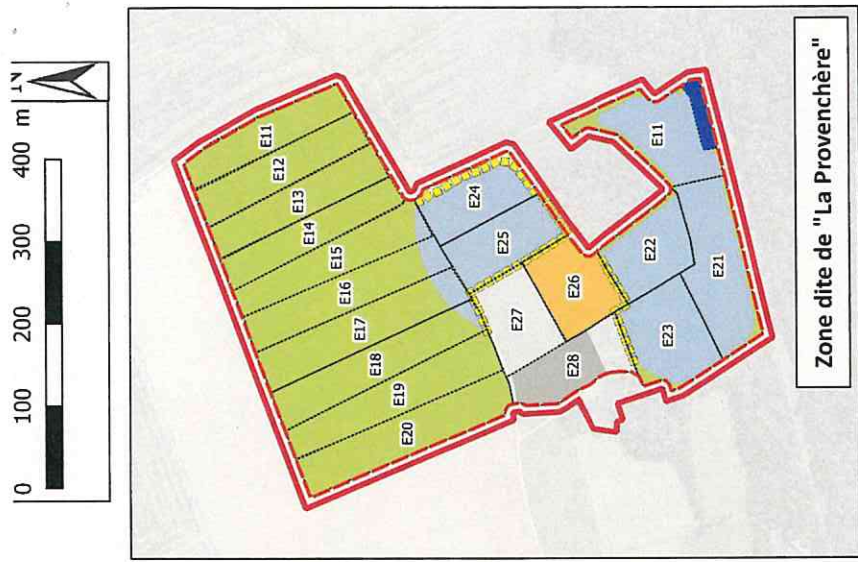 0 100 200 300 400 m
N
E11
E12
E13
E14
E15
E16
E17
E18
E19
E20
E24
E25
E26
E27
E28
E11
E22
E21
E23
Zone dite de "La Provenchère"